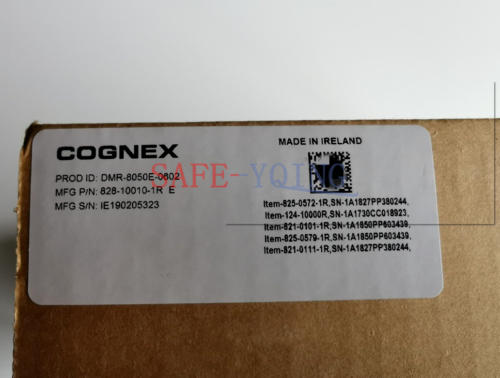 COGNEX
PROD ID: DMR-8050E-0602
MFG P/N: 828-10010-1R E
MFG S/N: IE190205323
MADE IN IRELAND
Item-825-0572-1R,SN-1A1827PP380244,
Item-124-10000R,SN-1A1730CC018923,
Item-821-0101-1R,SN-1A1850PP603439,
Item-825-0579-1R,SN-1A1850PP603439,
Item-821-0111-1R,SN-1A1827PP380244,
SAFE-YQING